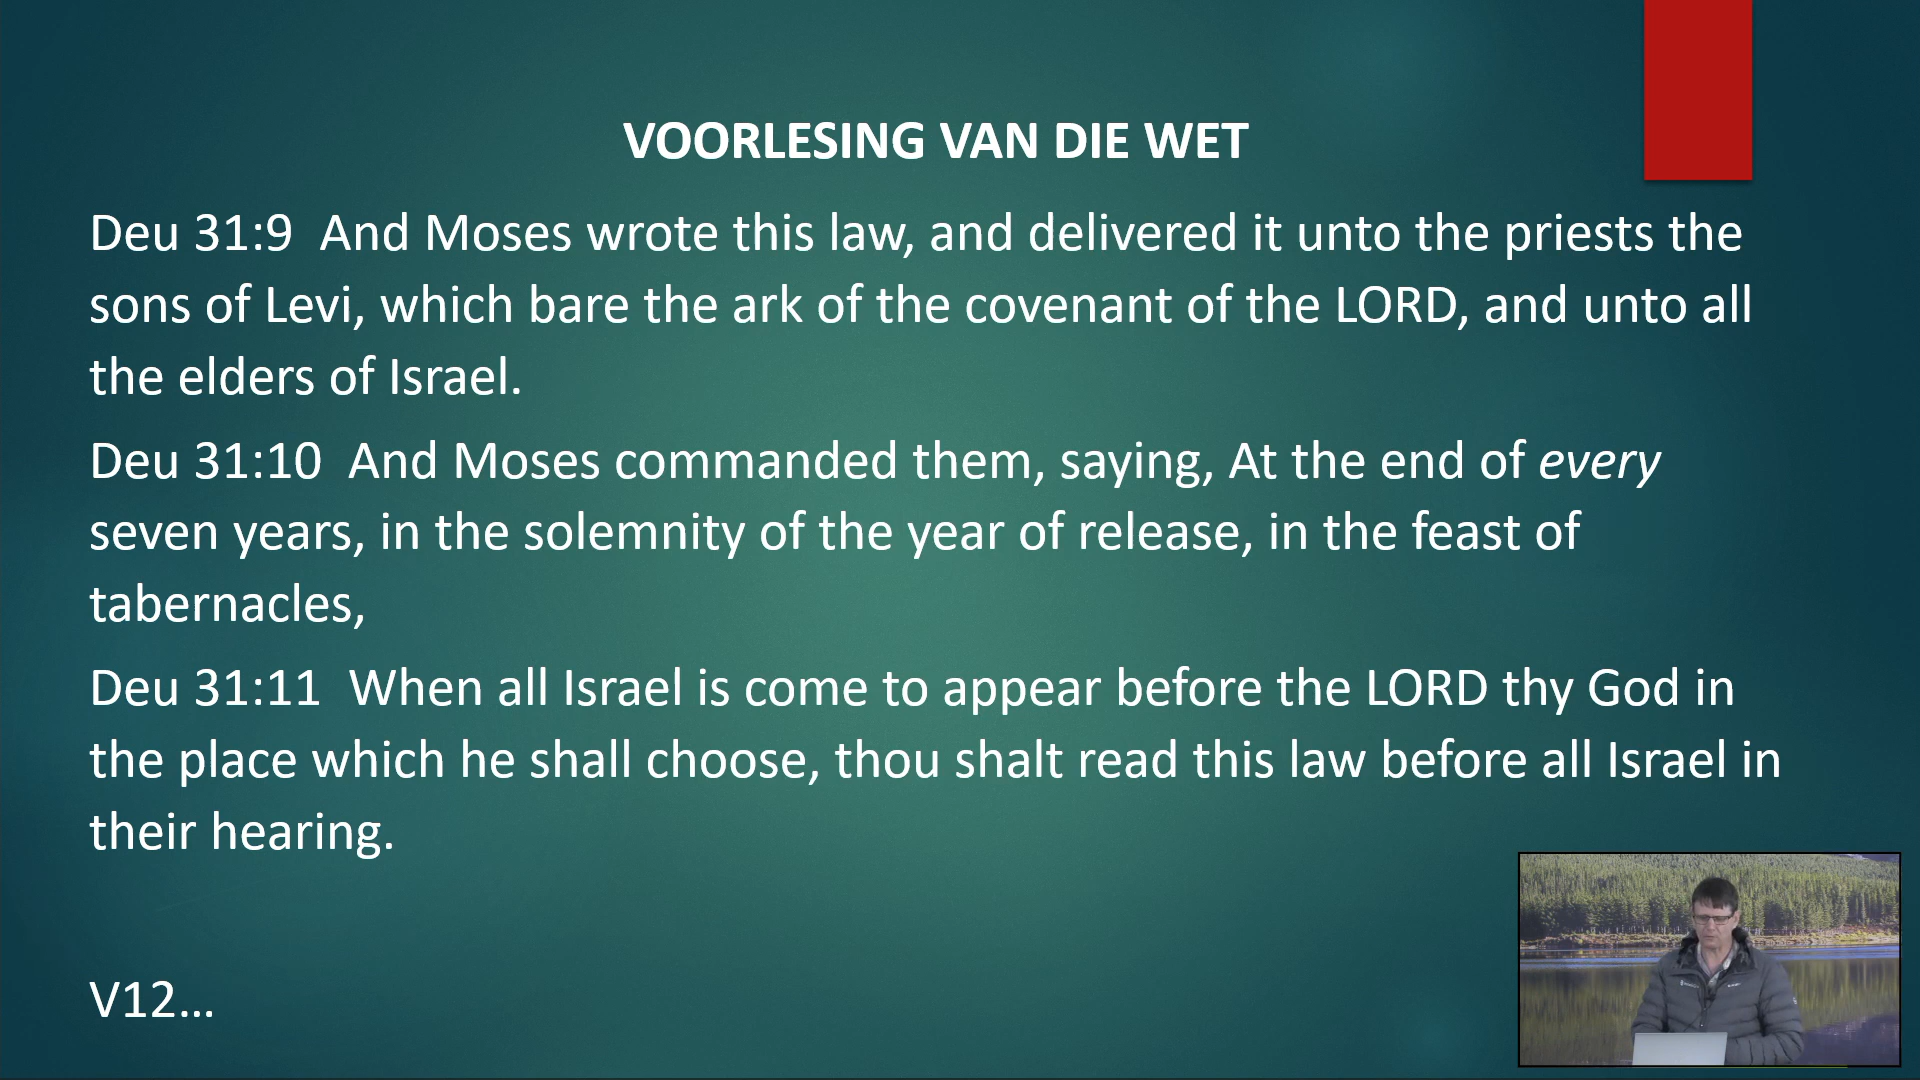 VOORLESING VAN DIE WET
Deu 31:9  And Moses wrote this law, and delivered it unto the priests the
sons of Levi, which bare the ark of the covenant of the LORD, and unto all
the elders of Israel.
Deu 31:10  And Moses commanded them, saying, At the end of every
seven years, in the solemnity of the year of release, in the feast of
tabernacles,
Deu 31:11  When all Israel is come to appear before the LORD thy God in
the place which he shall choose, thou shalt read this law before all Israel in
their hearing.
V12…